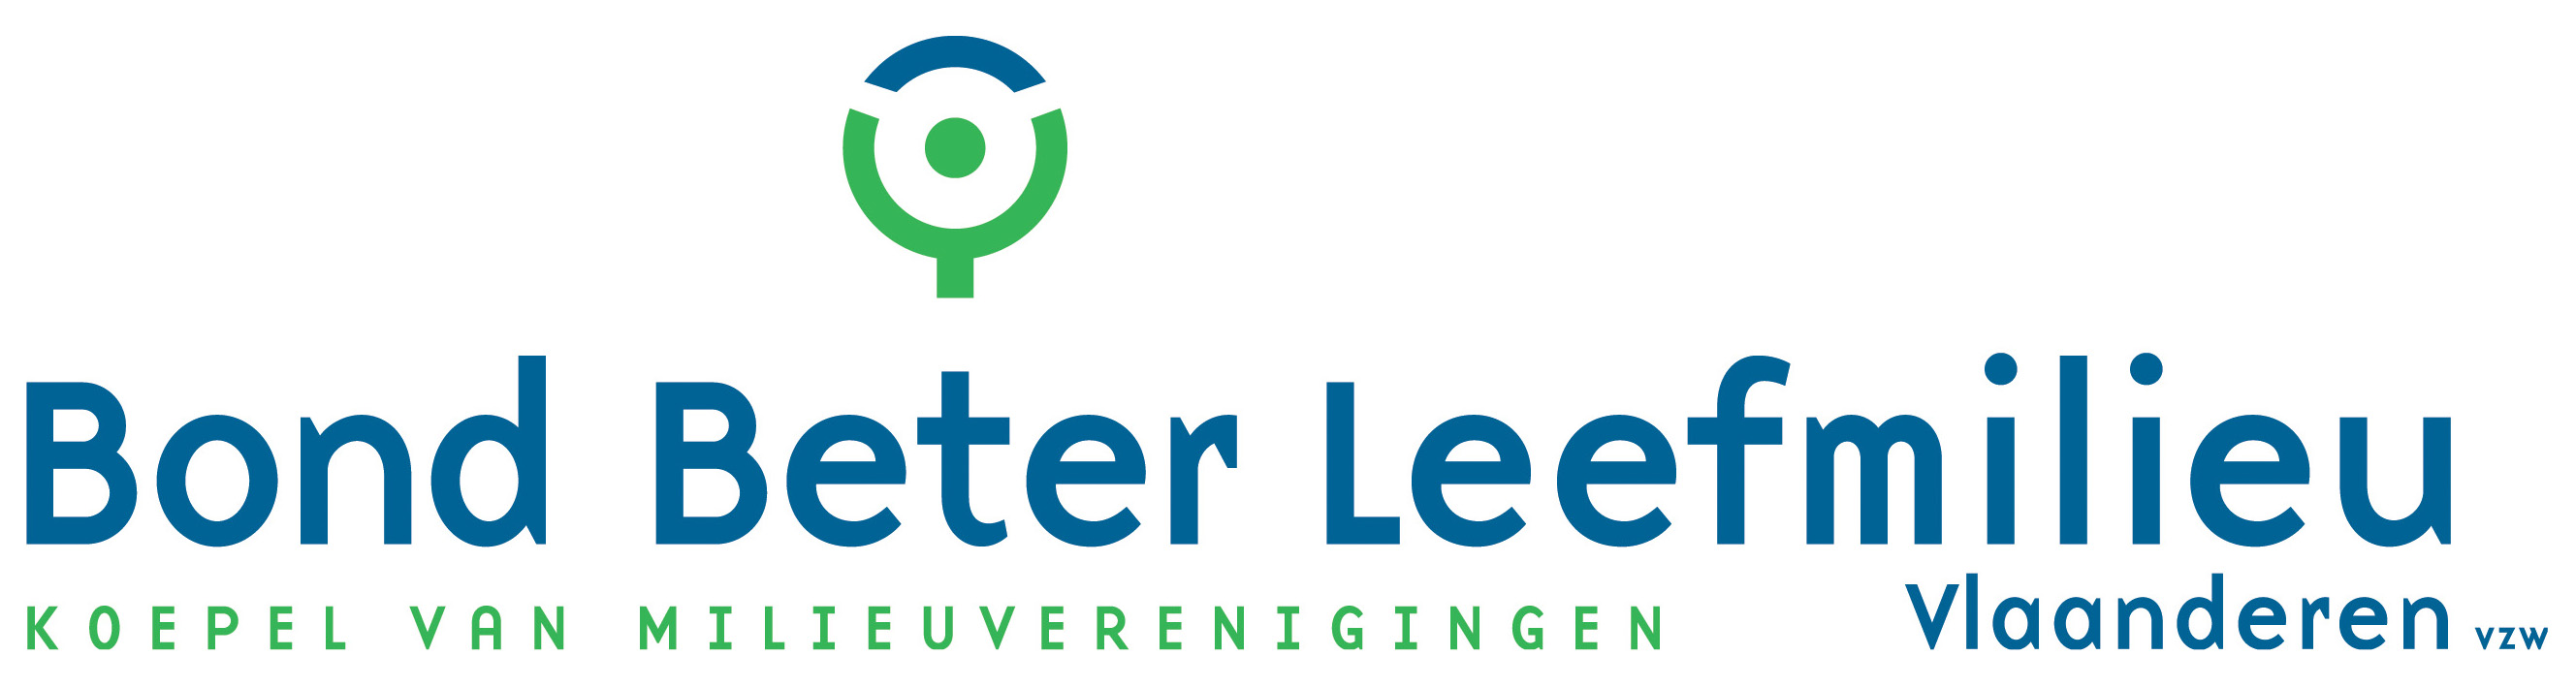 Bond Beter Leefmilieu
KOEPEL VAN MILIEUVERENIGINGEN
Vlaanderen vzw